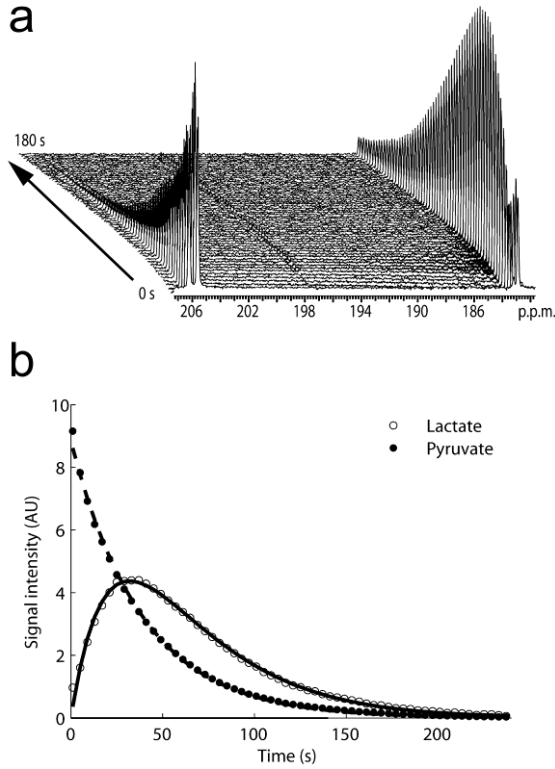 a
180 s
0 s
206 202 198 194 190 186 p.p.m.
b
10
8
6
4
2
0
Signal intensity (AU)
Lactate
Pyruvate
0 50 100 150 200
Time (s)